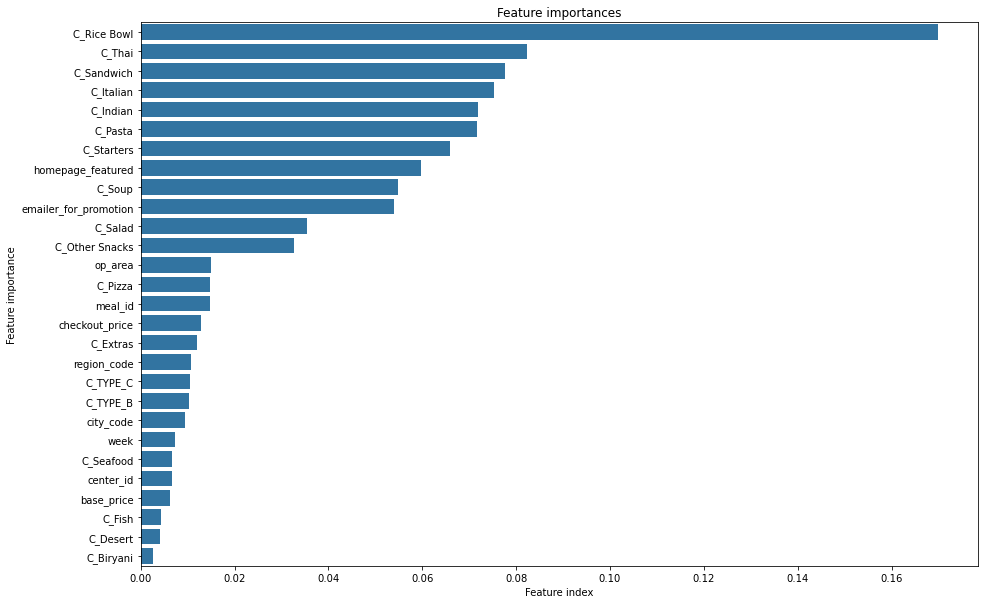 Feature importances
C_Rice Bowl
C_Thai
C_Sandwich
C_Italian
C_Indian
C_Pasta
C_Starters
homepage_featured
C_Soup
emailer_for_promotion
C_Salad
C_Other Snacks
op_area
C_Pizza
meal_id
checkout_price
C_Extras
region_code
C_TYPE_C
C_TYPE_B
city_code
week
C_Seafood
center_id
base_price
C_Fish
C_Desert
C_Biryani
Feature importance
0.00 0.02 0.04 0.06 0.08 0.10 0.12 0.14 0.16
Feature index